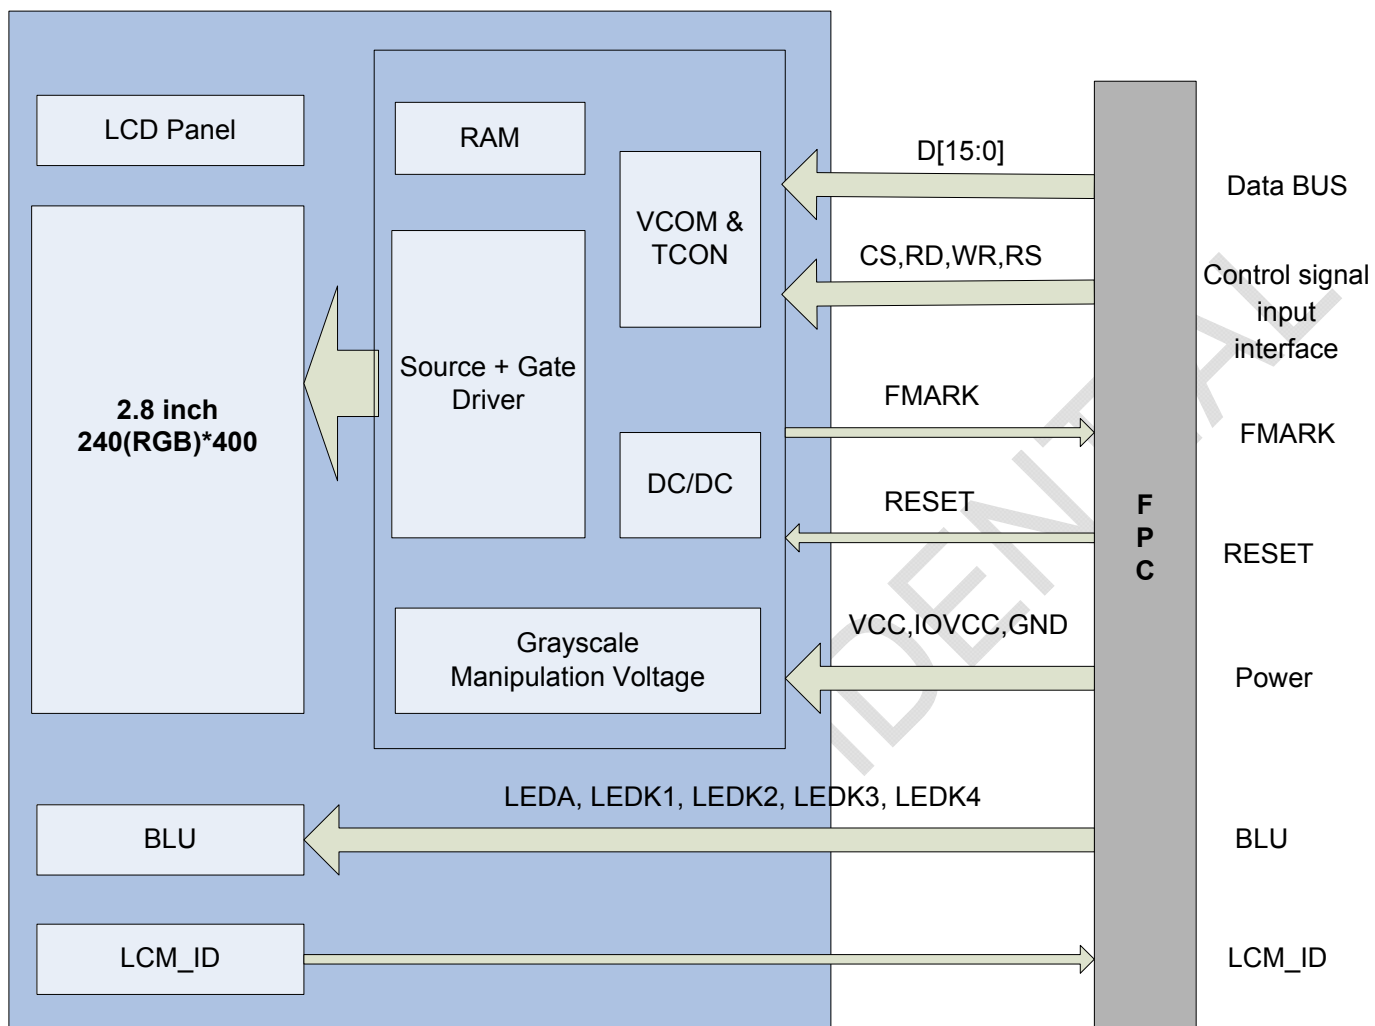 LCD Panel
RAM
D[15:0]
Data BUS
VCOM &
TCON
CS,RD,WR,RS
Control signal
input
interface
2.8 inch
240(RGB)*400
Source + Gate
Driver
FMARK
FMARK
DC/DC
RESET
RESET
F
P
C
Grayscale
Manipulation Voltage
VCC,IOVCC,GND
Power
LEDA, LEDK1, LEDK2, LEDK3, LEDK4
BLU
BLU
LCM_ID
LCM_ID
IDENTIAL